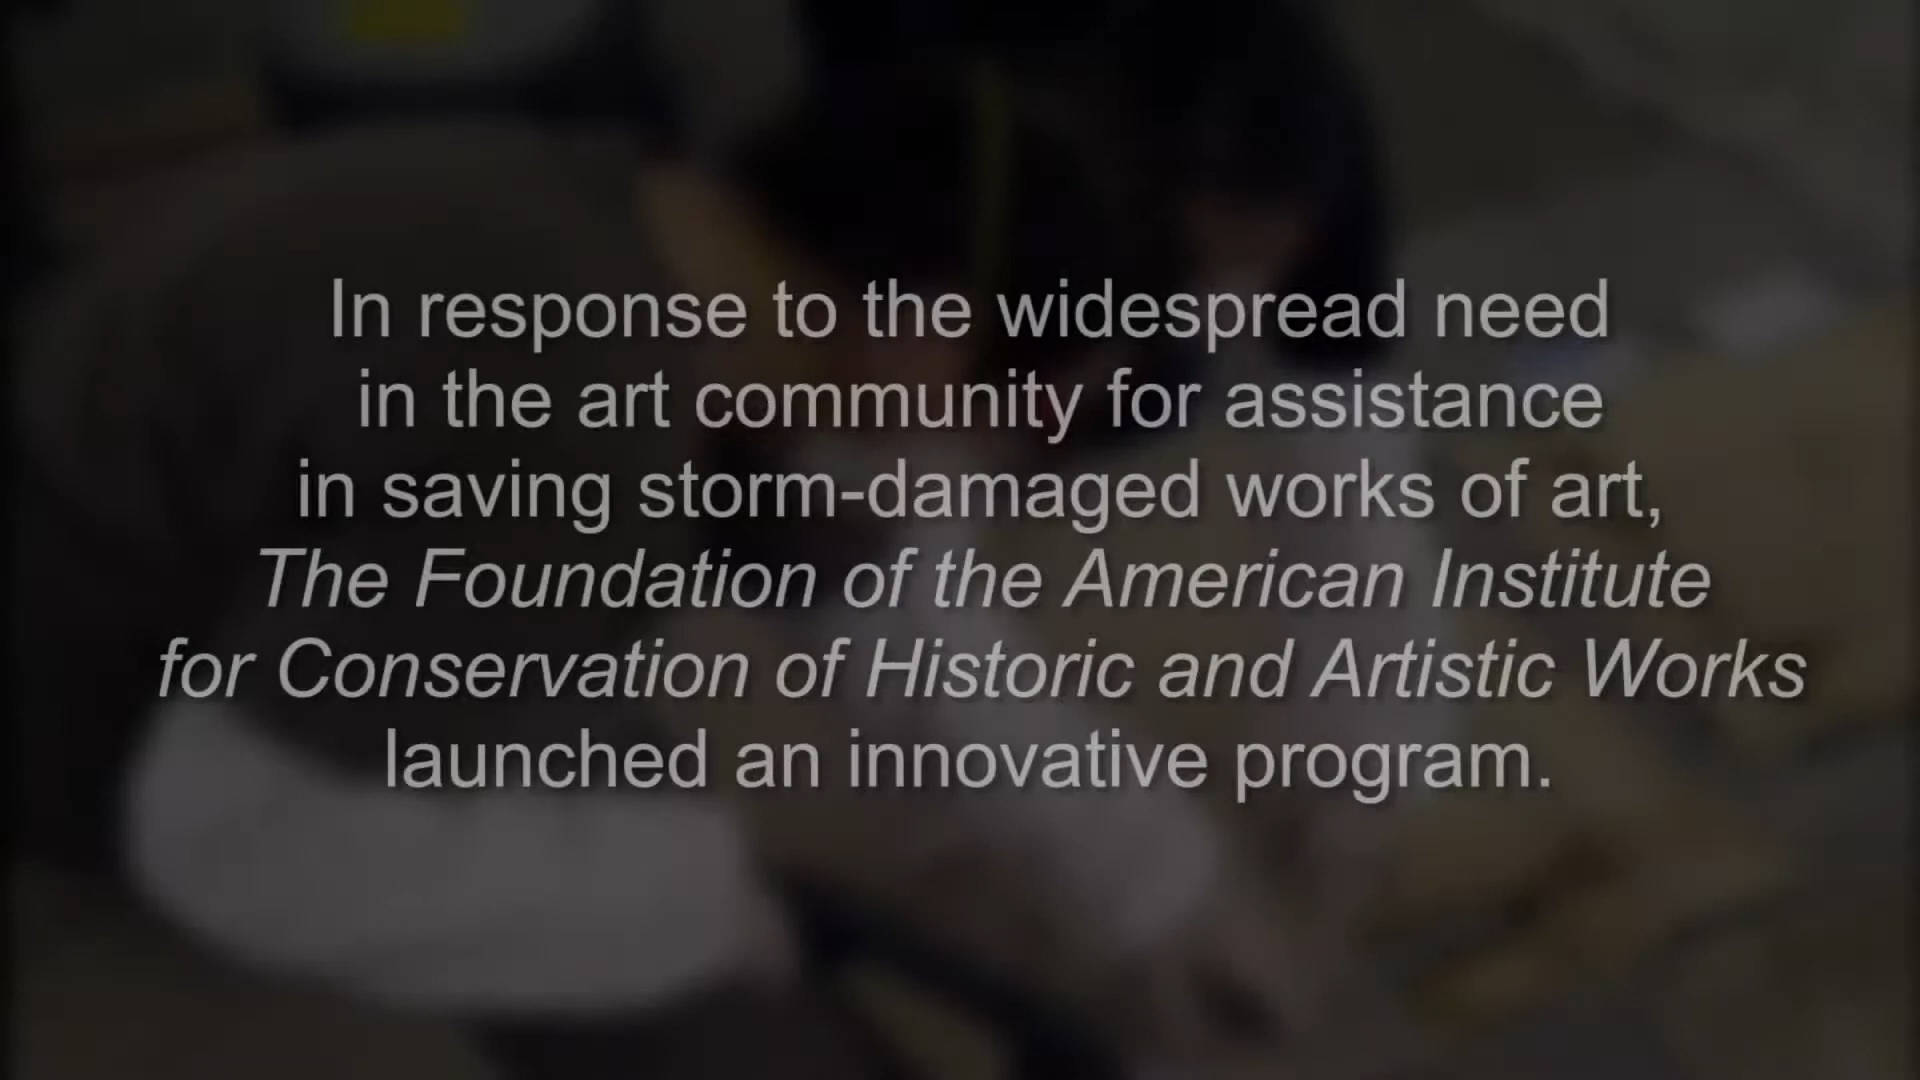 In response to the widespread need
in the art community for assistance
in saving storm-damaged works of art,
The Foundation of the American Institute
for Conservation of Historic and Artistic Works
launched an innovative program.